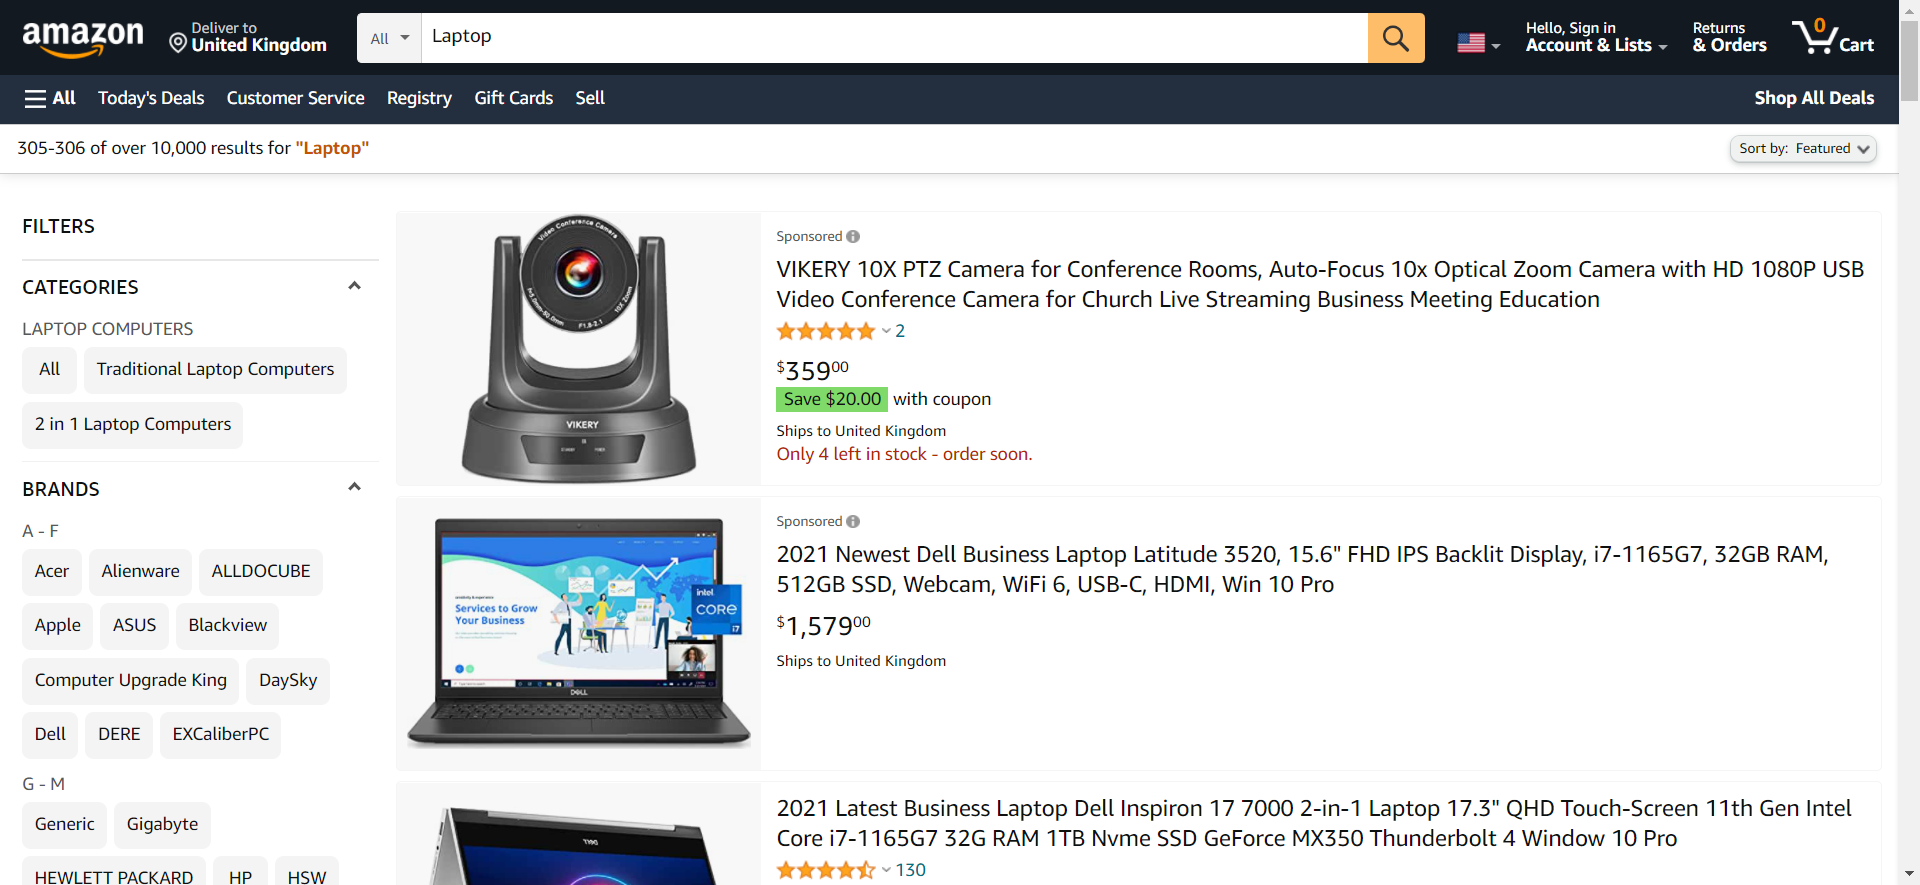 amazon
Deliver to
United Kingdom
All
Laptop
Hello, Sign in
Account & Lists
Returns
& Orders
0
Cart
All
Today's Deals
Customer Service
Registry
Gift Cards
Sell
Shop All Deals
305-306 of over 10,000 results for "Laptop"
Sort by: Featured
FILTERS
CATEGORIES
LAPTOP COMPUTERS
All
Traditional Laptop Computers
2 in 1 Laptop Computers
BRANDS
A - F
Acer
Alienware
ALLDOCUBE
Apple
ASUS
Blackview
Computer Upgrade King
DaySky
Dell
DERE
EXCaliberPC
G - M
Generic
Gigabyte
HEWLETT PACKARD
HP
HSW
Video Conference Camera
10X Zoom
F1.8-2.1
VIKERY
STANDBY
POWER
Sponsored
VIKERY 10X PTZ Camera for Conference Rooms, Auto-Focus 10x Optical Zoom Camera with HD 1080P USB
Video Conference Camera for Church Live Streaming Business Meeting Education
2
$359.00
Save $20.00 with coupon
Ships to United Kingdom
Only 4 left in stock - order soon.
Services to Grow
Your Business
intel
CORE
i7
DELL
Sponsored
2021 Newest Dell Business Laptop Latitude 3520, 15.6" FHD IPS Backlit Display, i7-1165G7, 32GB RAM,
512GB SSD, Webcam, WiFi 6, USB-C, HDMI, Win 10 Pro
$1,579.00
Ships to United Kingdom
DELL
2021 Latest Business Laptop Dell Inspiron 17 7000 2-in-1 Laptop 17.3" QHD Touch-Screen 11th Gen Intel
Core i7-1165G7 32G RAM 1TB Nvme SSD GeForce MX350 Thunderbolt 4 Window 10 Pro
130